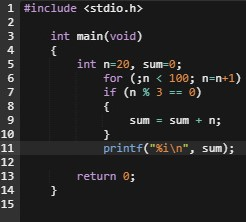 1 #include <stdio.h>
2
3 int main(void)
4 {
5 int n=20, sum=0;
6 for (;n < 100; n=n+1)
7 if (n % 3 == 0)
8 {
9 sum = sum + n;
10 }
11 printf("%i\n", sum);
12
13 return 0;
14 }
15